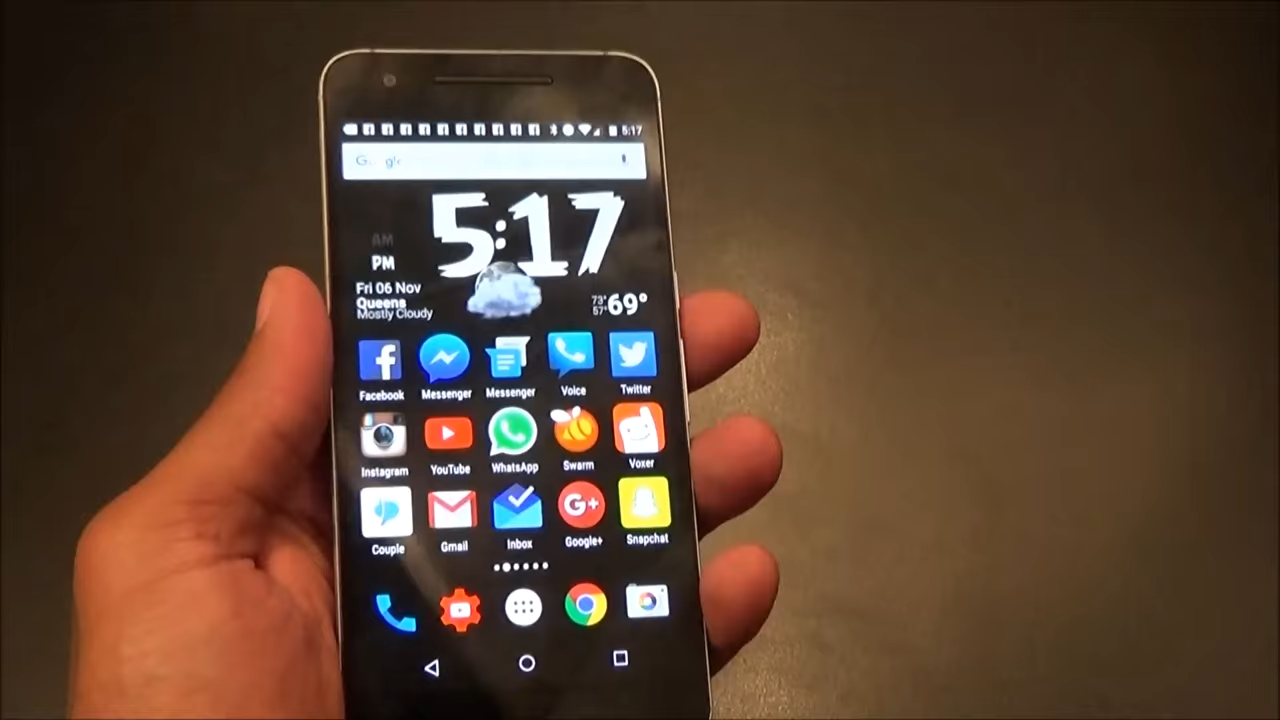 5:17
Google
5:17
AM
PM
Fri 06 Nov
Queens
Mostly Cloudy
73°
57°
69°
Facebook
Messenger
Messenger
Voice
Twitter
Instagram
YouTube
WhatsApp
Swarm
Voxer
Couple
Gmail
Inbox
G+
Google+
Snapchat